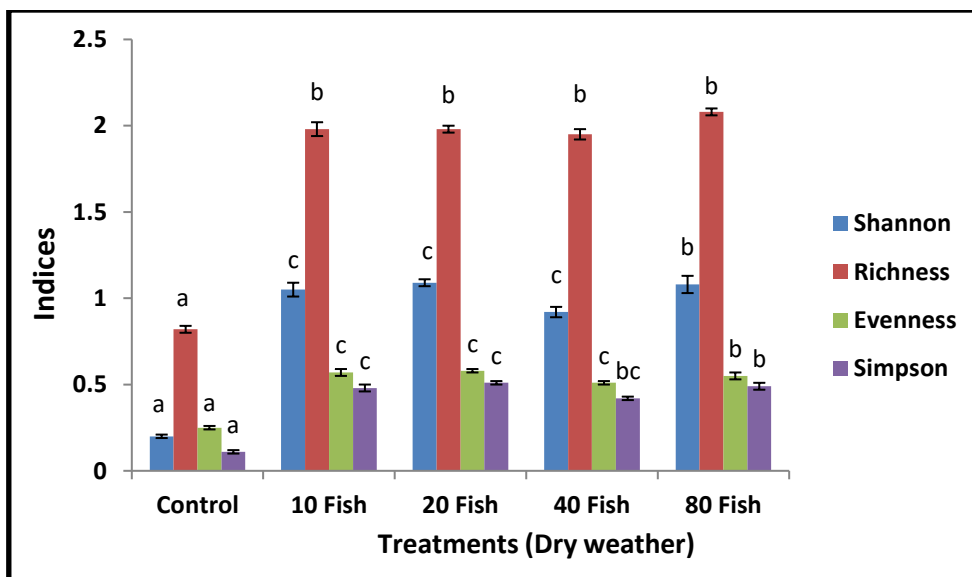 2.5
2
1.5
1
0.5
0
Indices
a a a a
c b c c
c b c c
c b c bc
b b b b
Control 10 Fish 20 Fish 40 Fish 80 Fish
Treatments (Dry weather)
Shannon
Richness
Evenness
Simpson